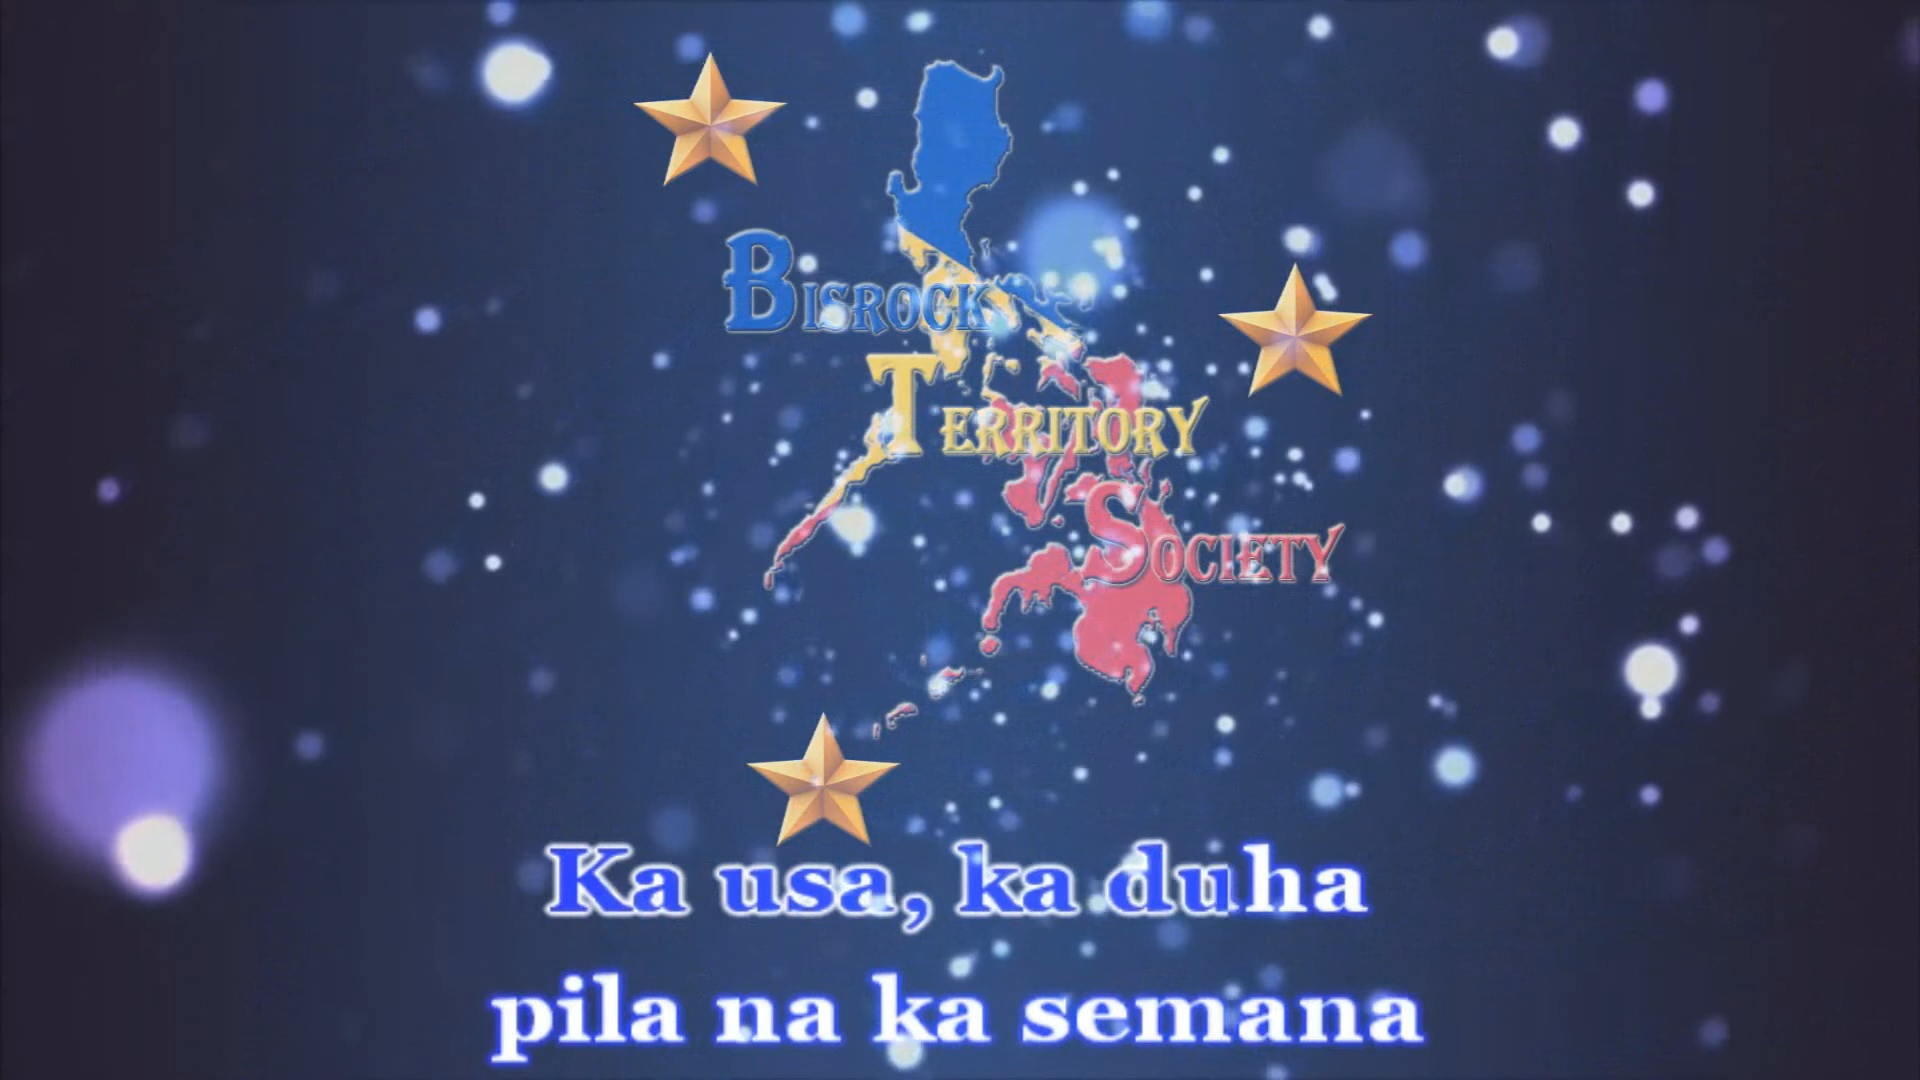 Bisrock
Territory
Society
Ka usa, ka duha
pila na ka semana